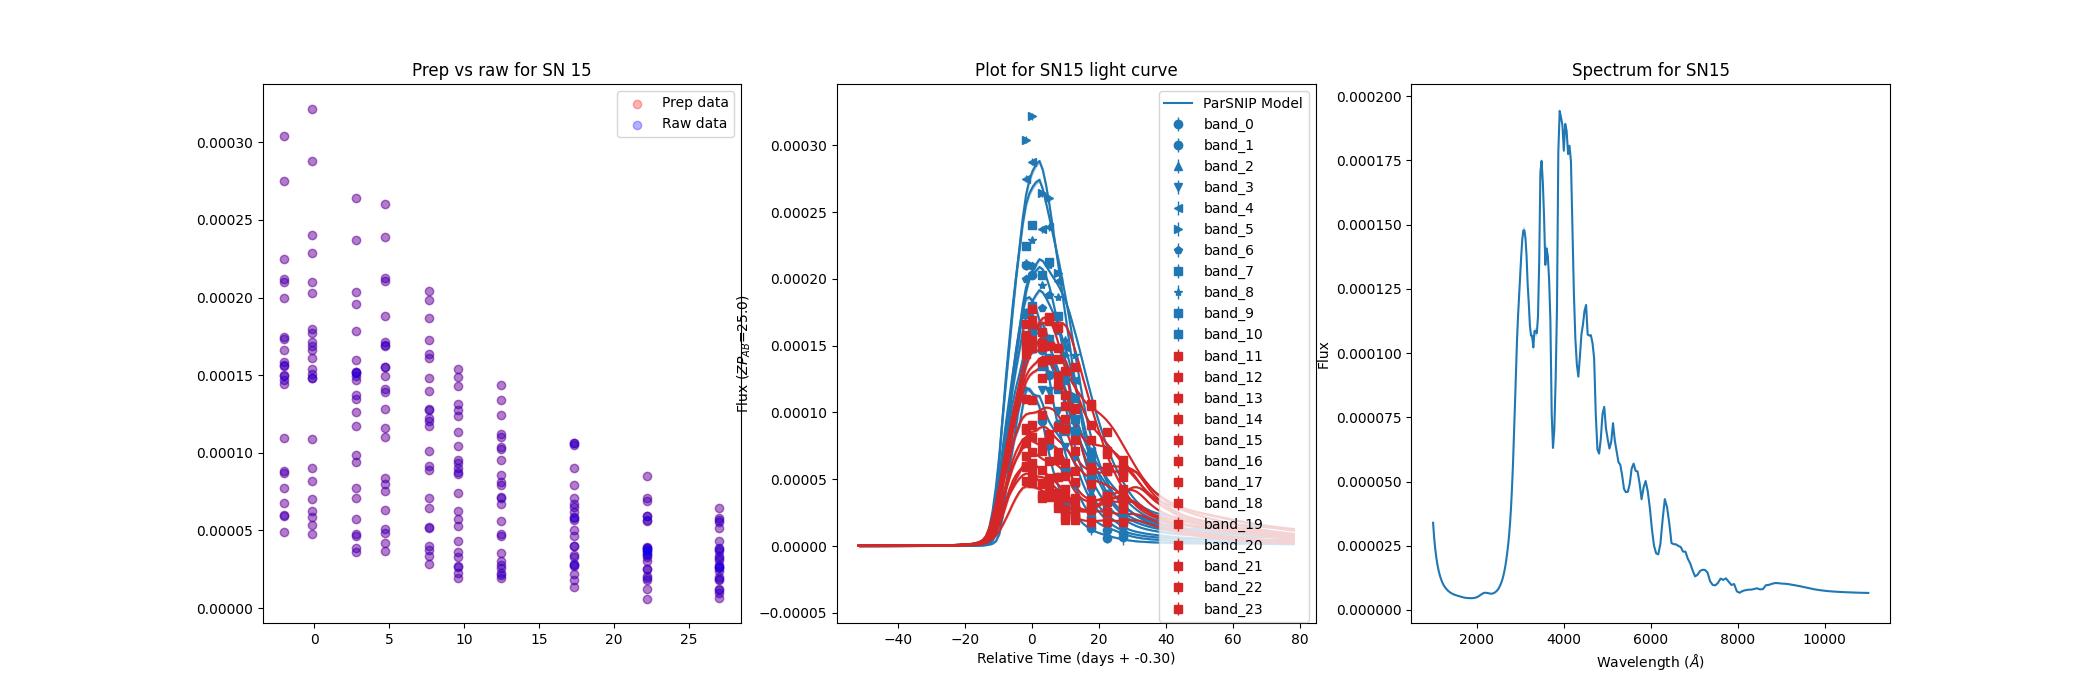 Prep vs raw for SN 15
Prep data
Raw data
0.00030
0.00025
0.00020
0.00015
0.00010
0.00005
0.00000
0
5
10
15
20
25
Plot for SN15 light curve
Flux (ZP_AB=25.0)
0.00030
0.00025
0.00020
0.00015
0.00010
0.00005
0.00000
−0.00005
ParSNIP Model
band_0
band_1
band_2
band_3
band_4
band_5
band_6
band_7
band_8
band_9
band_10
band_11
band_12
band_13
band_14
band_15
band_16
band_17
band_18
band_19
band_20
band_21
band_22
band_23
−40
−20
0
20
40
60
80
Relative Time (days + -0.30)
Spectrum for SN15
Flux
0.000200
0.000175
0.000150
0.000125
0.000100
0.000075
0.000050
0.000025
0.000000
2000
4000
6000
8000
10000
Wavelength (Å)